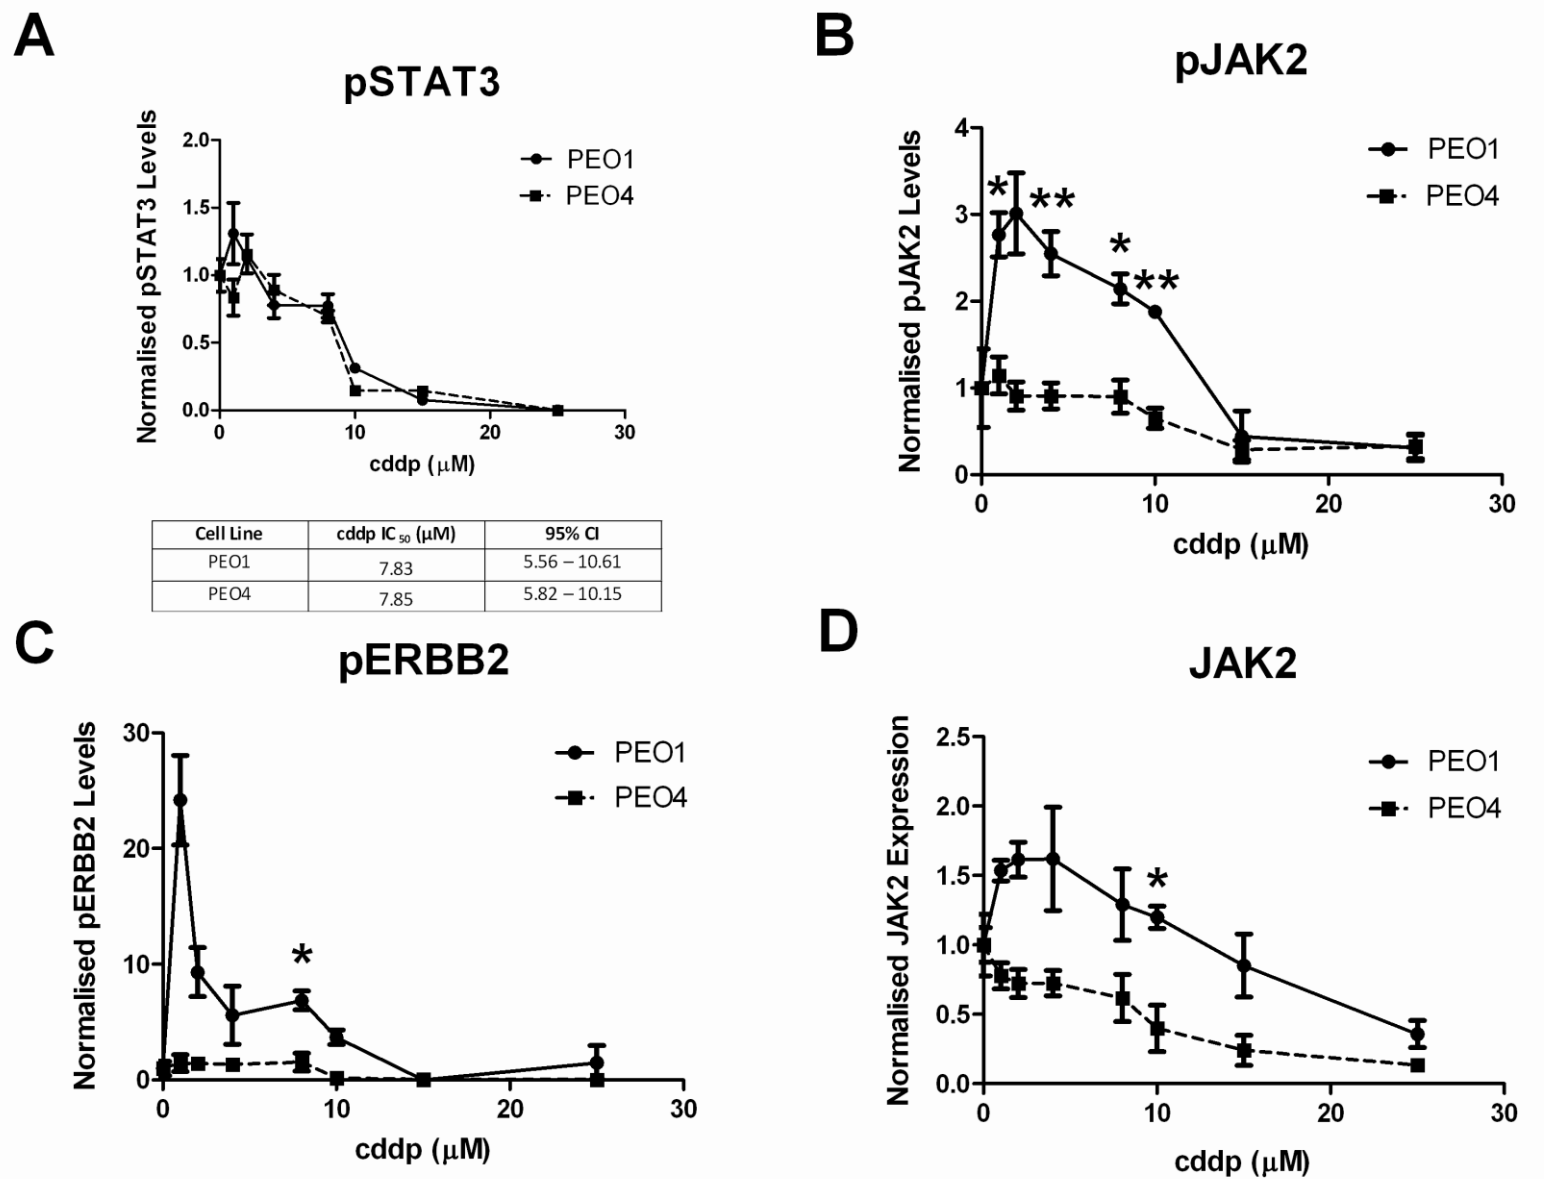 A
pSTAT3
Normalised pSTAT3 Levels
2.0
1.5
1.0
0.5
0.0
0 10 20 30
cddp (μM)
PEO1
PEO4
Cell Line cddp IC 50 (μM) 95% CI
PEO1 7.83 5.56 – 10.61
PEO4 7.85 5.82 – 10.15
B
pJAK2
Normalised pJAK2 Levels
4
3
2
1
0
0 10 20 30
cddp (μM)
PEO1
PEO4
*
**
*
**
C
pERBB2
Normalised pERBB2 Levels
30
20
10
0
0 10 20 30
cddp (μM)
PEO1
PEO4
*
D
JAK2
Normalised JAK2 Expression
2.5
2.0
1.5
1.0
0.5
0.0
0 10 20 30
cddp (μM)
PEO1
PEO4
*